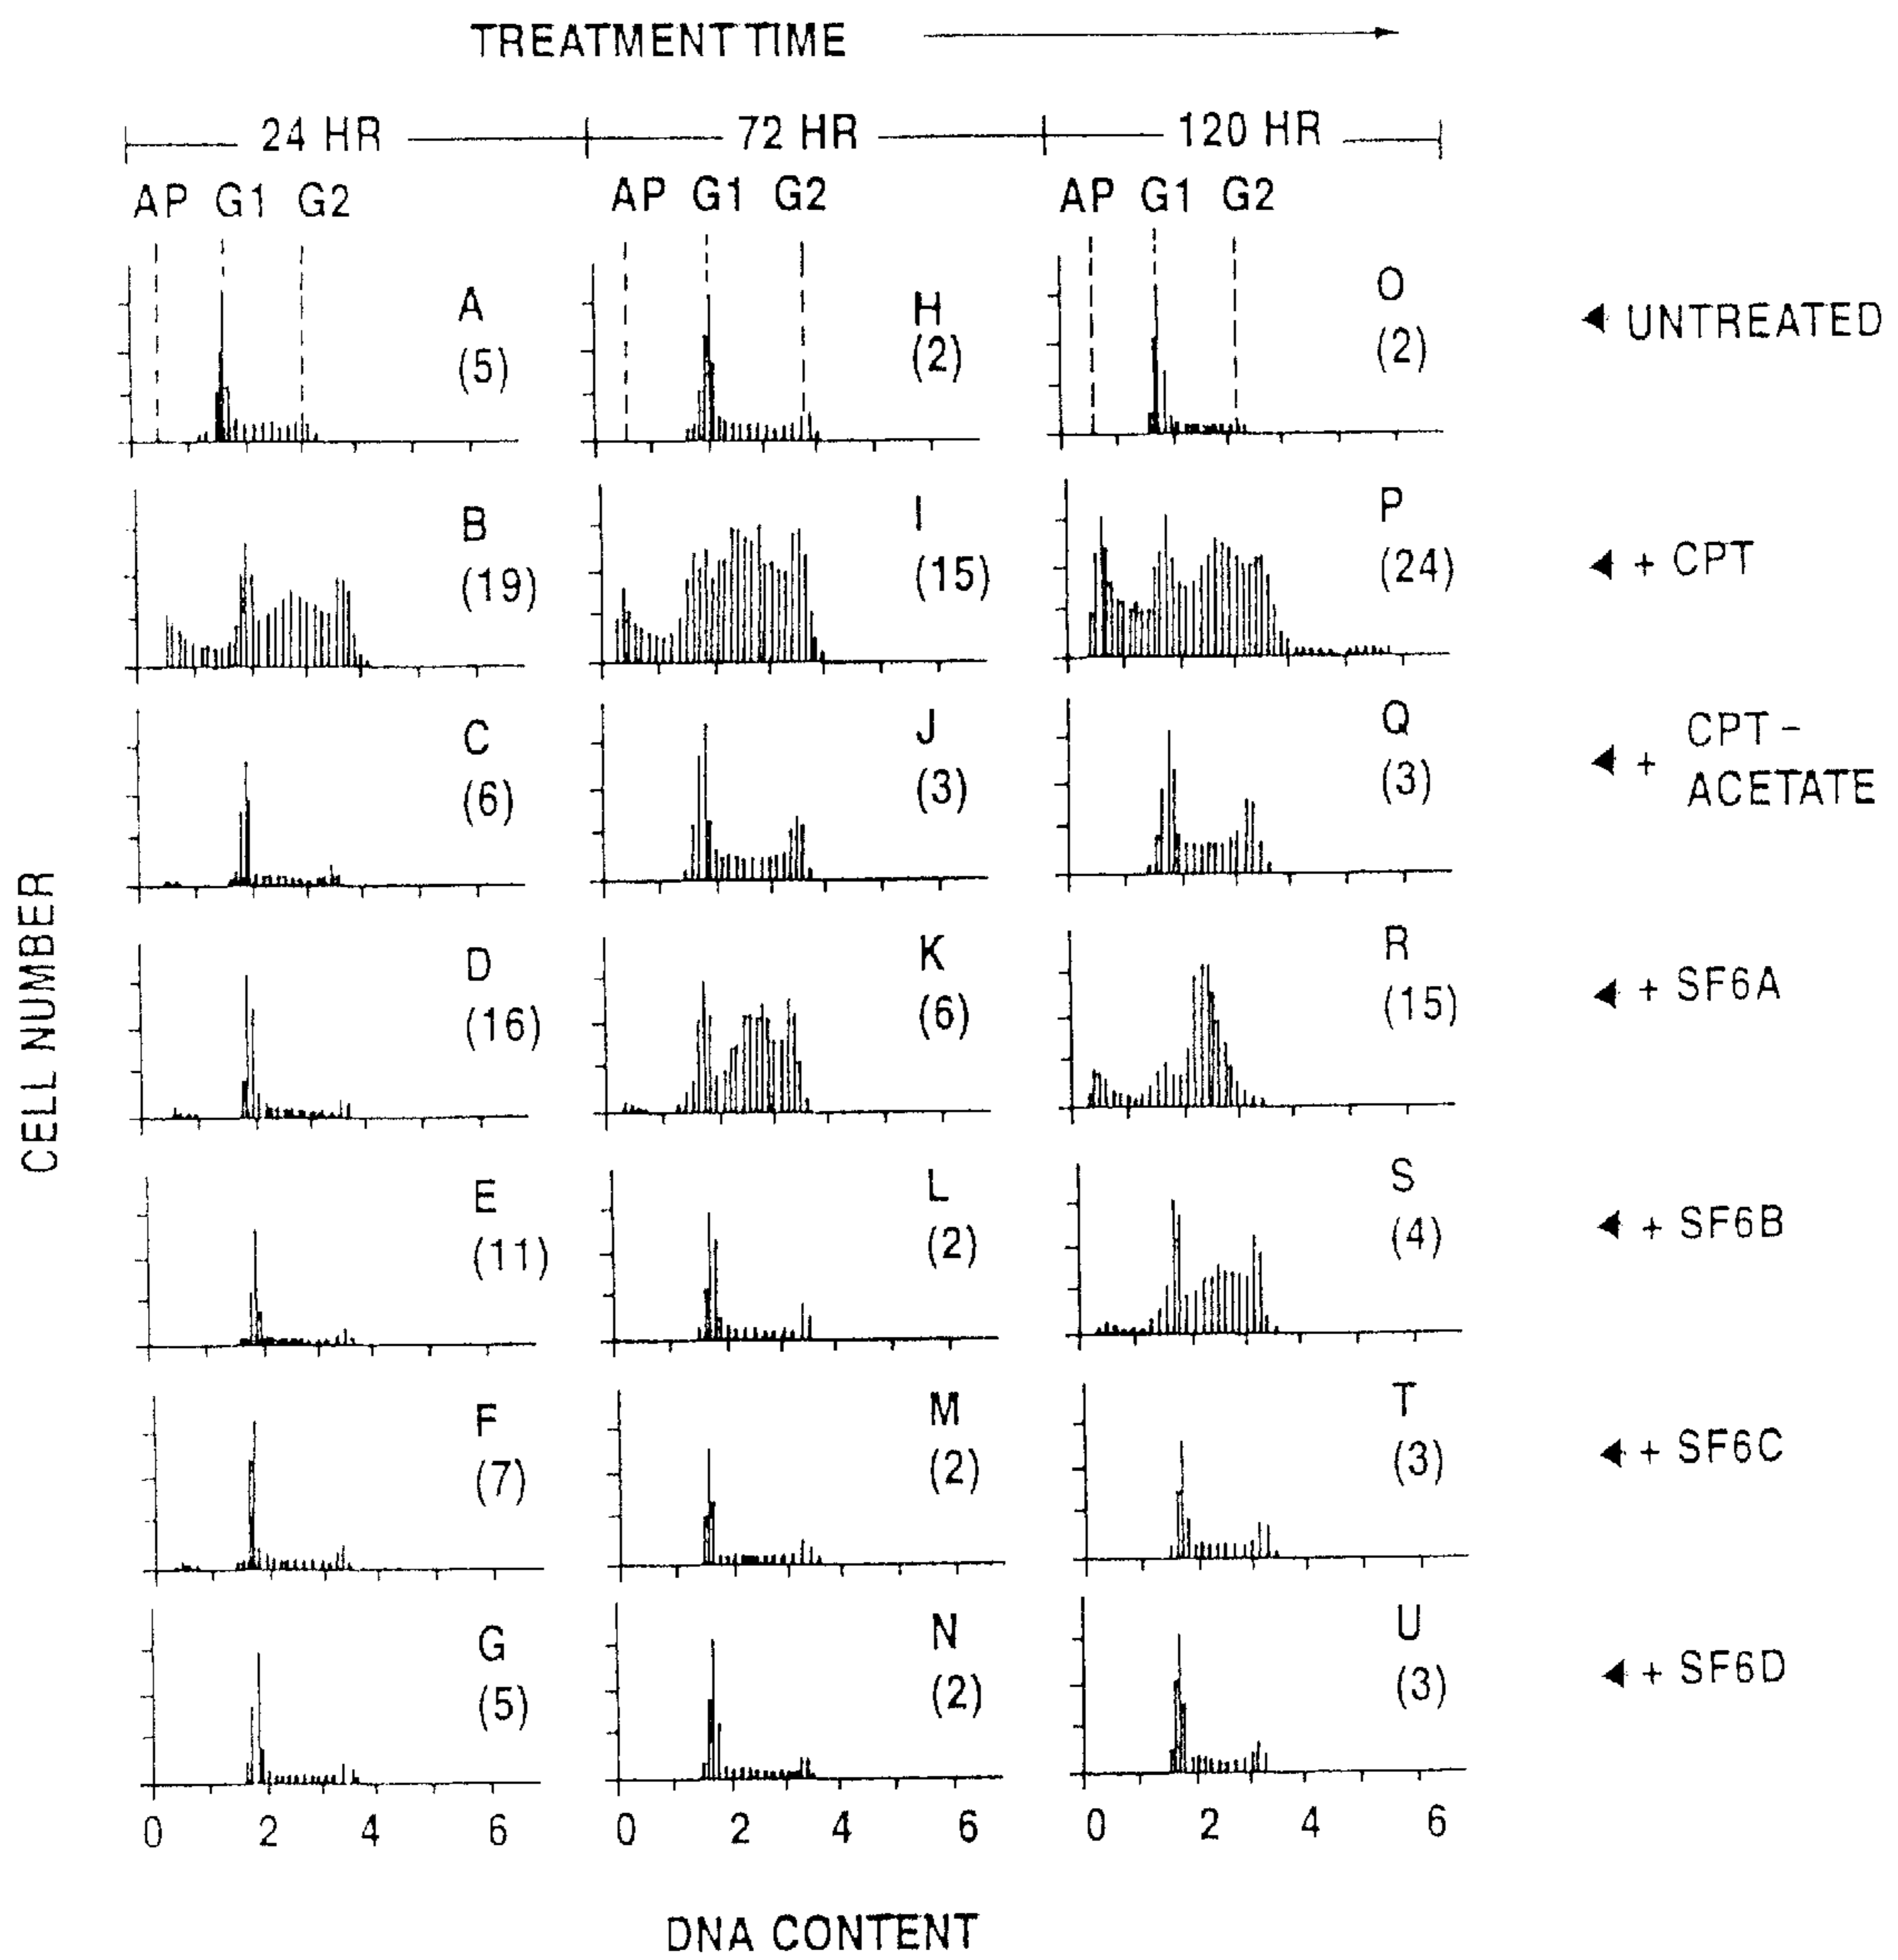 TREATMENT TIME
24 HR 72 HR 120 HR
AP G1 G2 AP G1 G2 AP G1 G2
A H O
(5) (2) (2) UNTREATED
B I P
(19) (15) (24) + CPT
C J Q CPT-
(6) (3) (3) + ACETATE
D K R
(16) (6) (15) + SF6A
E L S
(11) (2) (4) + SF6B
F M T
(7) (2) (3) + SF6C
G N U
(5) (2) (3) + SF6D
0 2 4 6 0 2 4 6 0 2 4 6
CELL NUMBER
DNA CONTENT